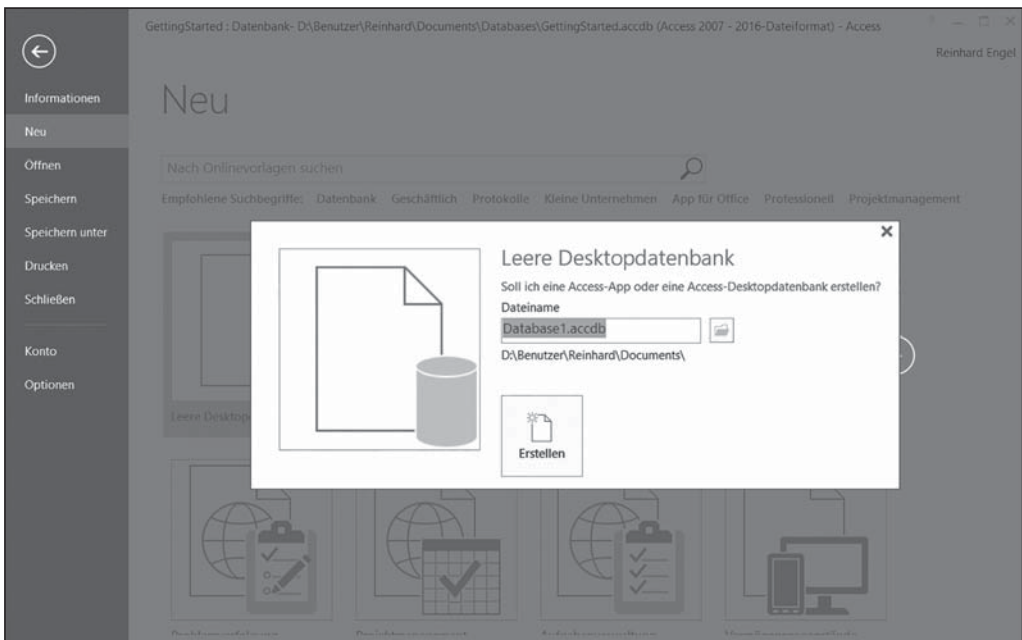 GettingStarted : Datenbank- D:\Benutzer\Reinhard\Documents\Databases\GettingStarted.accdb (Access 2007 - 2016-Dateiformat) - Access
Reinhard Engel
Informationen
Neu
Öffnen
Speichern
Speichern unter
Drucken
Schließen
Konto
Optionen
Neu
Nach Onlinevorlagen suchen
Empfohlene Suchbegriffe: Datenbank Geschäftlich Protokolle Kleine Unternehmen App für Office Professionell Projektmanagement
Leere Desktopdatenbank
Soll ich eine Access-App oder eine Access-Desktopdatenbank erstellen?
Dateiname
Database1.accdb
D:\Benutzer\Reinhard\Documents\
Erstellen
Leere Desktop